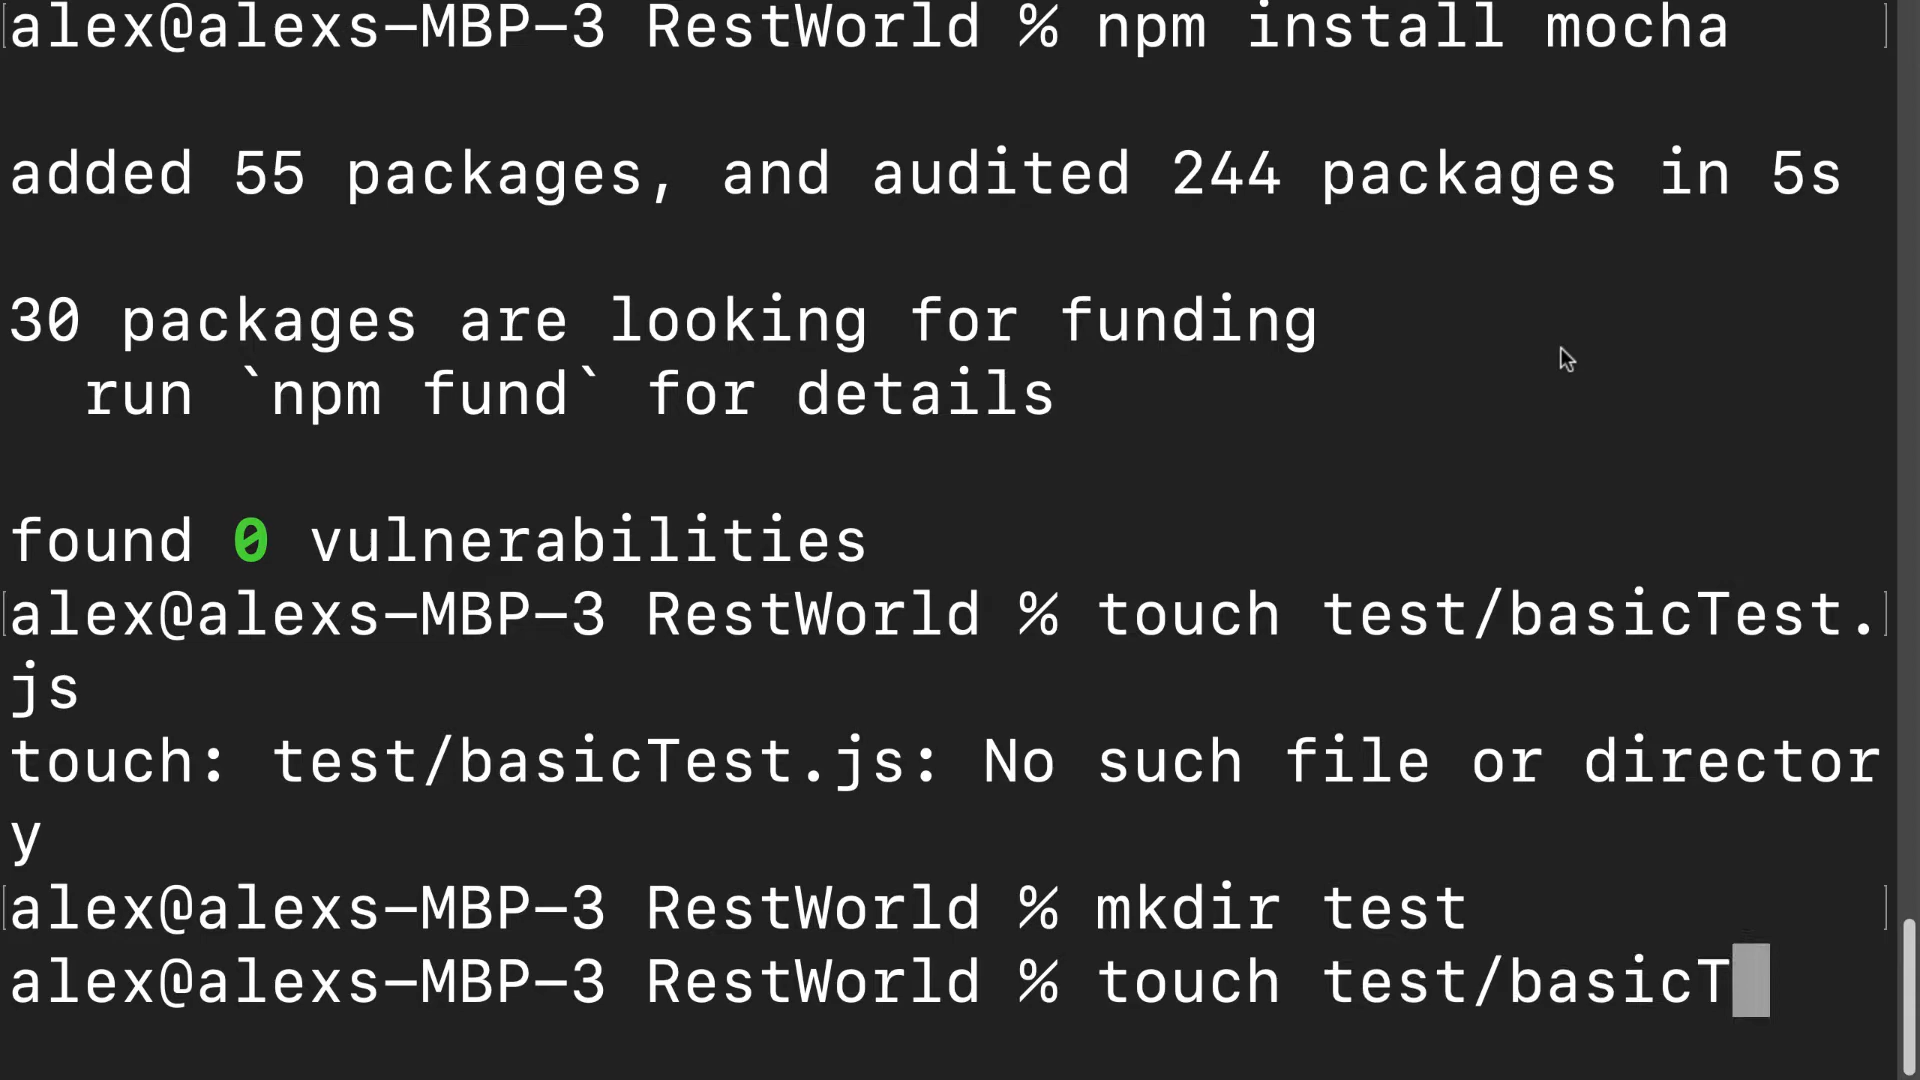 [alex@alexs-MBP-3 RestWorld % npm install mocha ]
added 55 packages, and audited 244 packages in 5s
30 packages are looking for funding
run `npm fund` for details
found 0 vulnerabilities
[alex@alexs-MBP-3 RestWorld % touch test/basicTest.]
js
touch: test/basicTest.js: No such file or director
y
[alex@alexs-MBP-3 RestWorld % mkdir test ]
alex@alexs-MBP-3 RestWorld % touch test/basicT